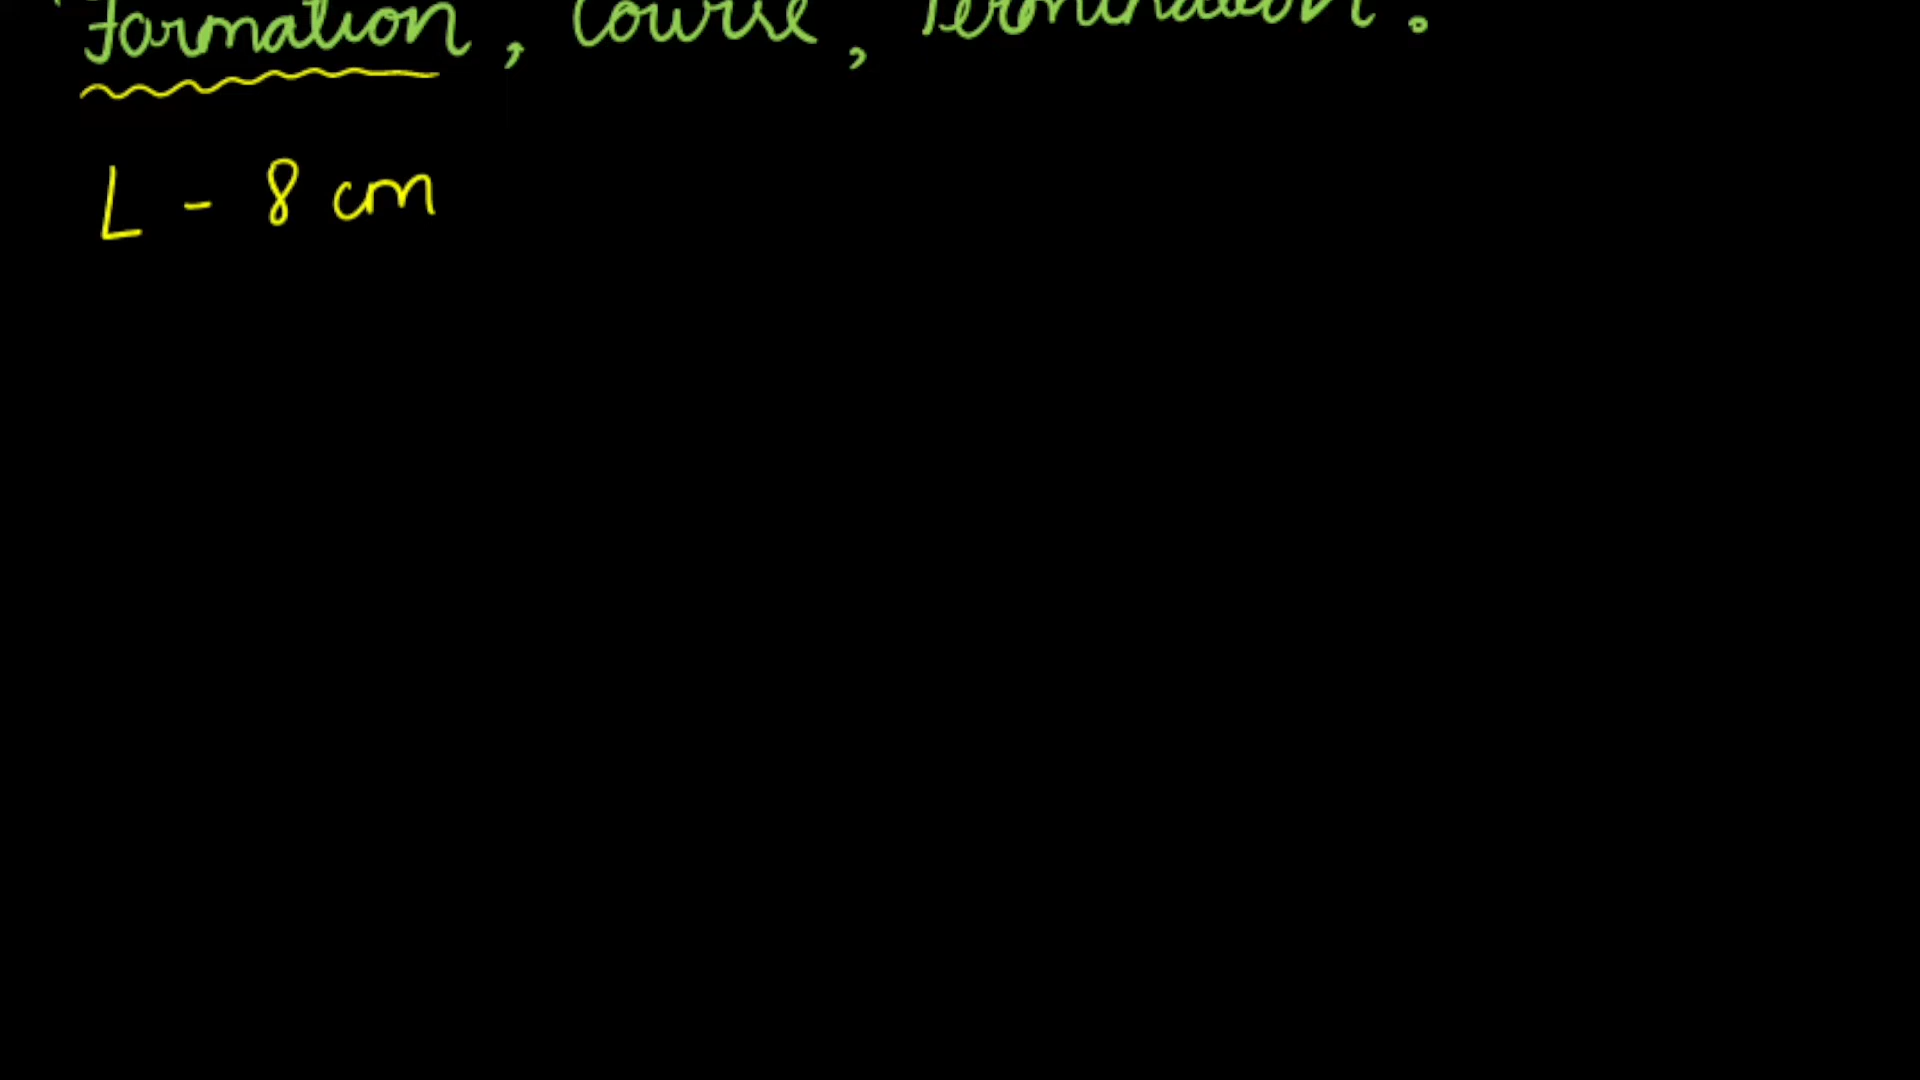 Formation, Course, Termination.
L - 8 cm